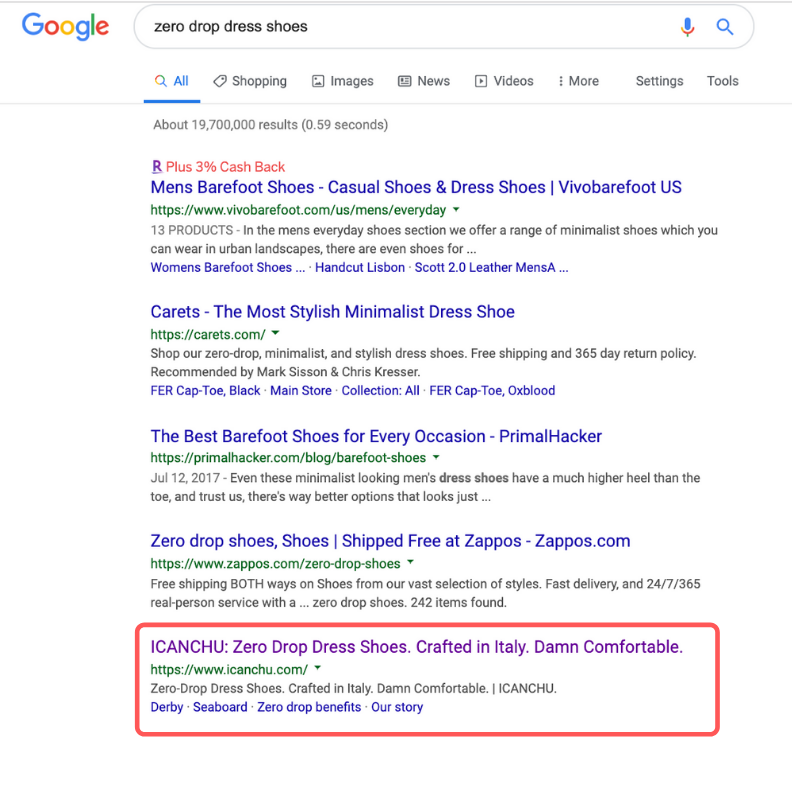 Google
zero drop dress shoes
All Shopping Images News Videos More Settings Tools
About 19,700,000 results (0.59 seconds)
R Plus 3% Cash Back
Mens Barefoot Shoes - Casual Shoes & Dress Shoes | Vivobarefoot US
https://www.vivobarefoot.com/us/mens/everyday
13 PRODUCTS - In the mens everyday shoes section we offer a range of minimalist shoes which you
can wear in urban landscapes, there are even shoes for ...
Womens Barefoot Shoes ... · Handcut Lisbon · Scott 2.0 Leather MensA ...
Carets - The Most Stylish Minimalist Dress Shoe
https://carets.com/
Shop our zero-drop, minimalist, and stylish dress shoes. Free shipping and 365 day return policy.
Recommended by Mark Sisson & Chris Kresser.
FER Cap-Toe, Black · Main Store · Collection: All · FER Cap-Toe, Oxblood
The Best Barefoot Shoes for Every Occasion - PrimalHacker
https://primalhacker.com/blog/barefoot-shoes
Jul 12, 2017 - Even these minimalist looking men's dress shoes have a much higher heel than the
toe, and trust us, there's way better options that looks just ...
Zero drop shoes, Shoes | Shipped Free at Zappos - Zappos.com
https://www.zappos.com/zero-drop-shoes
Free shipping BOTH ways on Shoes from our vast selection of styles. Fast delivery, and 24/7/365
real-person service with a ... zero drop shoes. 242 items found.
ICANCHU: Zero Drop Dress Shoes. Crafted in Italy. Damn Comfortable.
https://www.icanchu.com/
Zero-Drop Dress Shoes. Crafted in Italy. Damn Comfortable. | ICANCHU.
Derby · Seaboard · Zero drop benefits · Our story